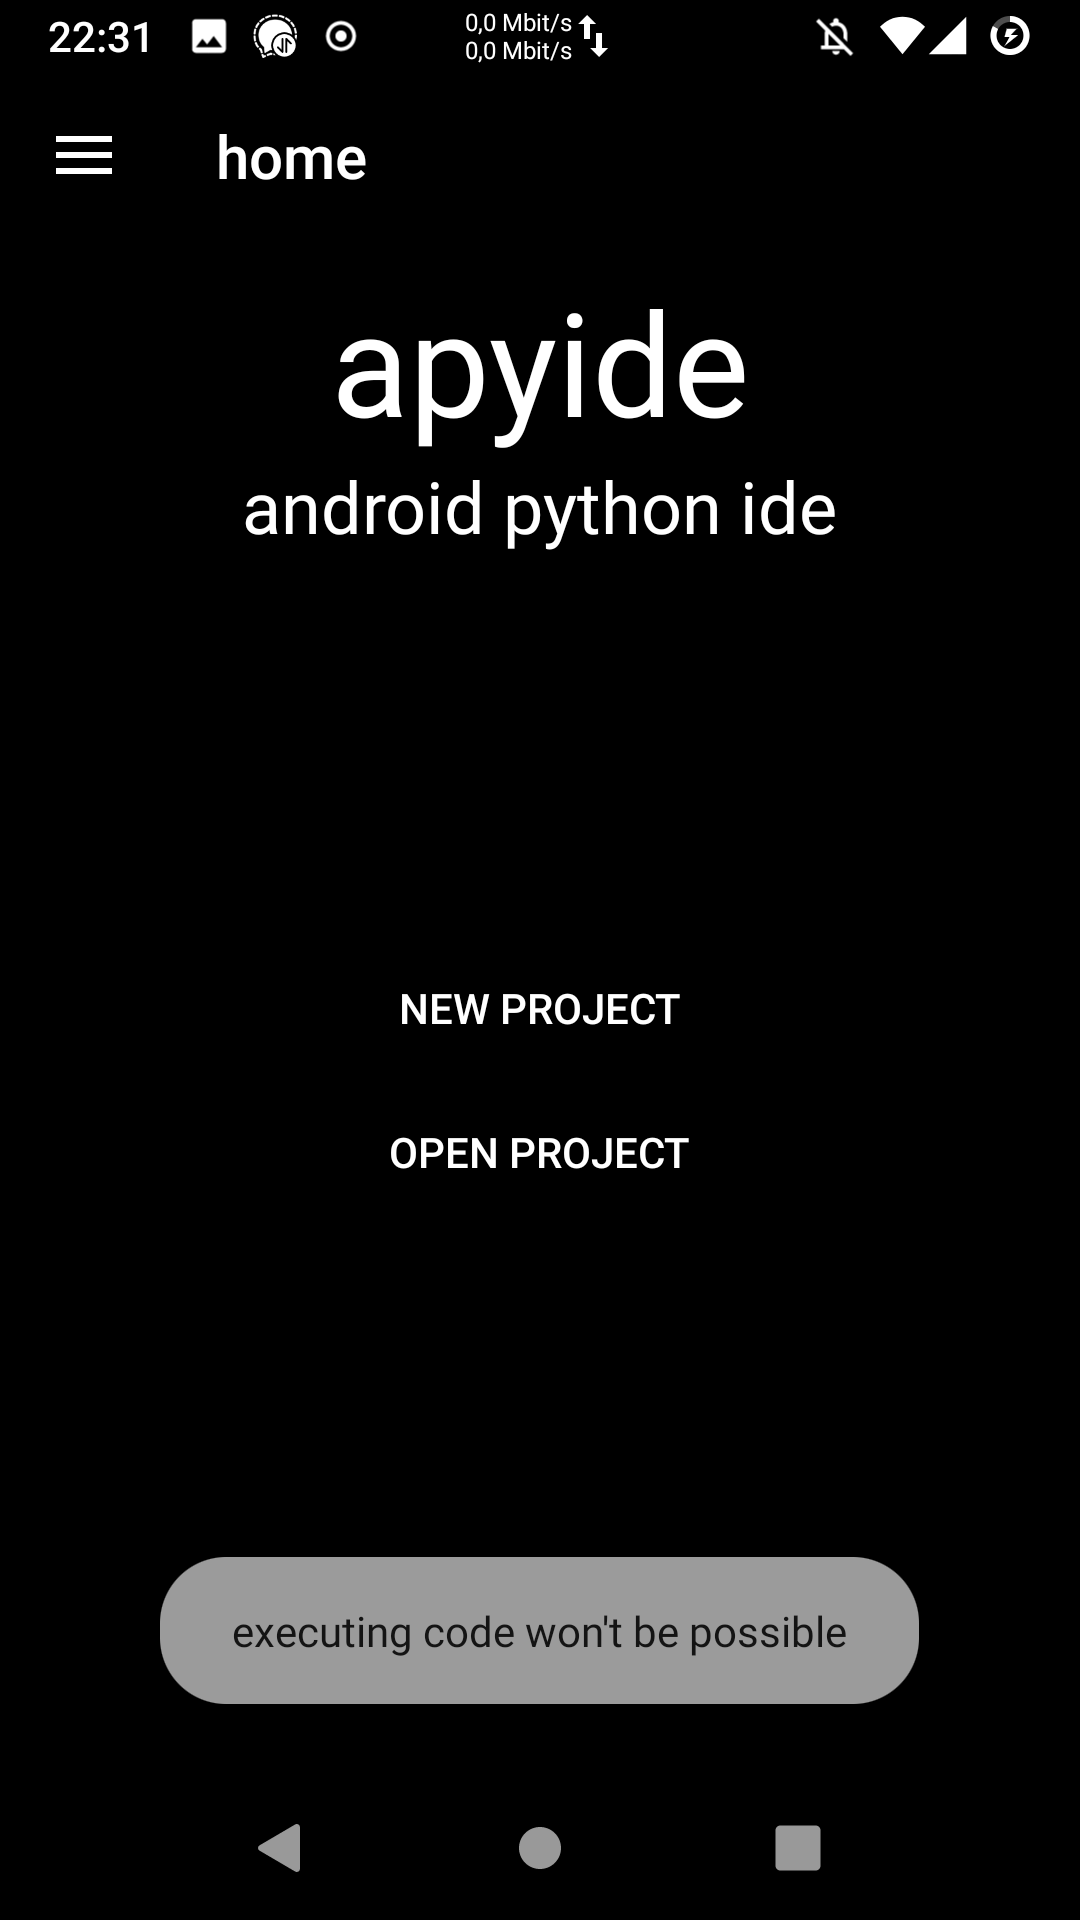 22:31
0,0 Mbit/s
0,0 Mbit/s
home
apyide
android python ide
NEW PROJECT
OPEN PROJECT
executing code won't be possible